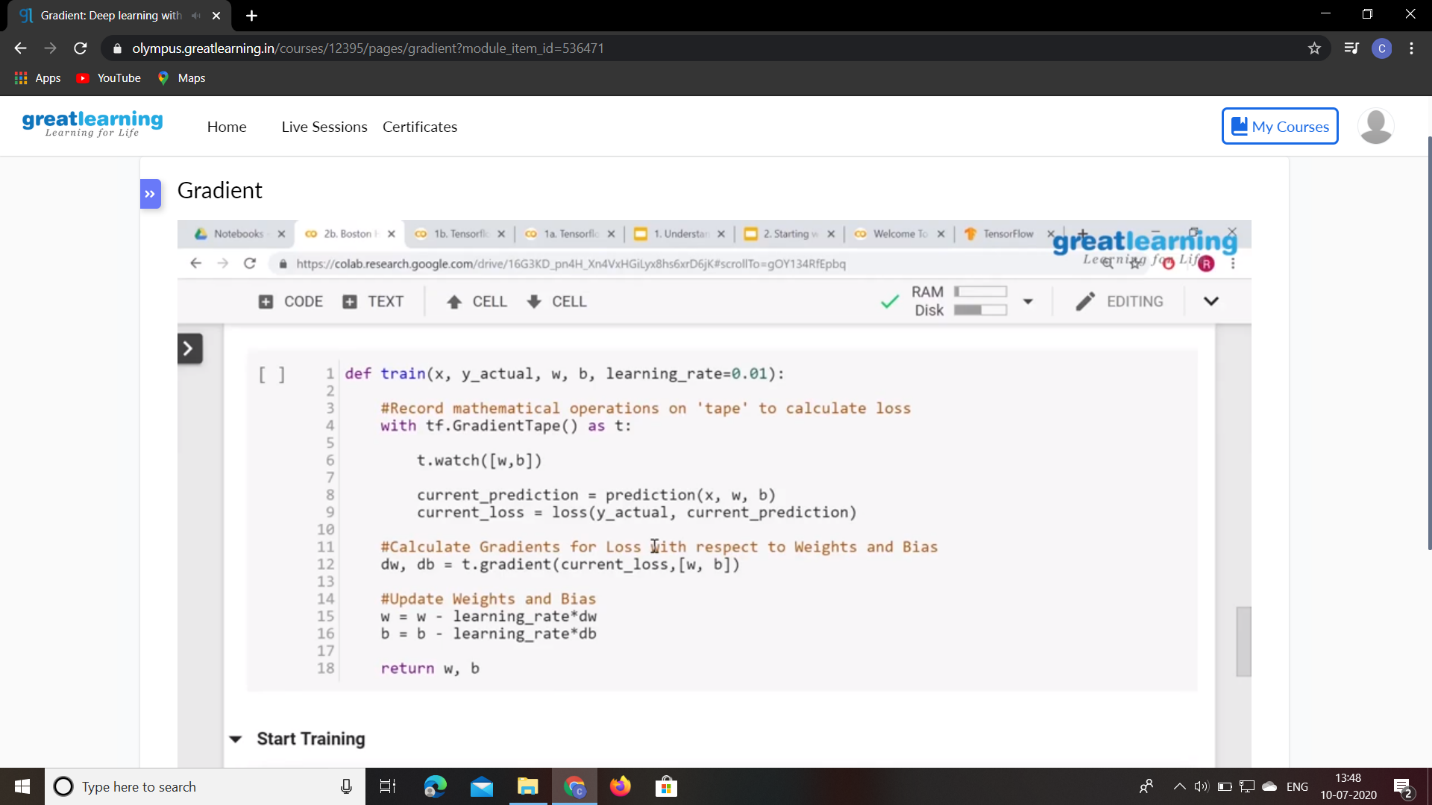 Gradient: Deep learning with
olympus.greatlearning.in/courses/12395/pages/gradient?module_item_id=536471
C
Apps YouTube Maps
greatlearning
Learning for Life
Home Live Sessions Certificates My Courses
Gradient
Notebooks 2b. Boston 1b. Tensorfl 1a. Tensorfl 1. Understa 2. Starting w Welcome To TensorFlow
greatlearning
Learning for Life
https://colab.research.google.com/drive/16G3KD_pn4H_Xn4VxHGiLyx8hs6xrD6jK#scrollTo=gOY134RfEpbq
R
CODE TEXT CELL CELL RAM EDITING
Disk
[ ] 1 def train(x, y_actual, w, b, learning_rate=0.01):
2
3 #Record mathematical operations on 'tape' to calculate loss
4 with tf.GradientTape() as t:
5
6 t.watch([w,b])
7
8 current_prediction = prediction(x, w, b)
9 current_loss = loss(y_actual, current_prediction)
10
11 #Calculate Gradients for Loss with respect to Weights and Bias
12 dw, db = t.gradient(current_loss,[w, b])
13
14 #Update Weights and Bias
15 w = w - learning_rate*dw
16 b = b - learning_rate*db
17
18 return w, b
Start Training
Type here to search
C
ENG
13:48
10-07-2020
2